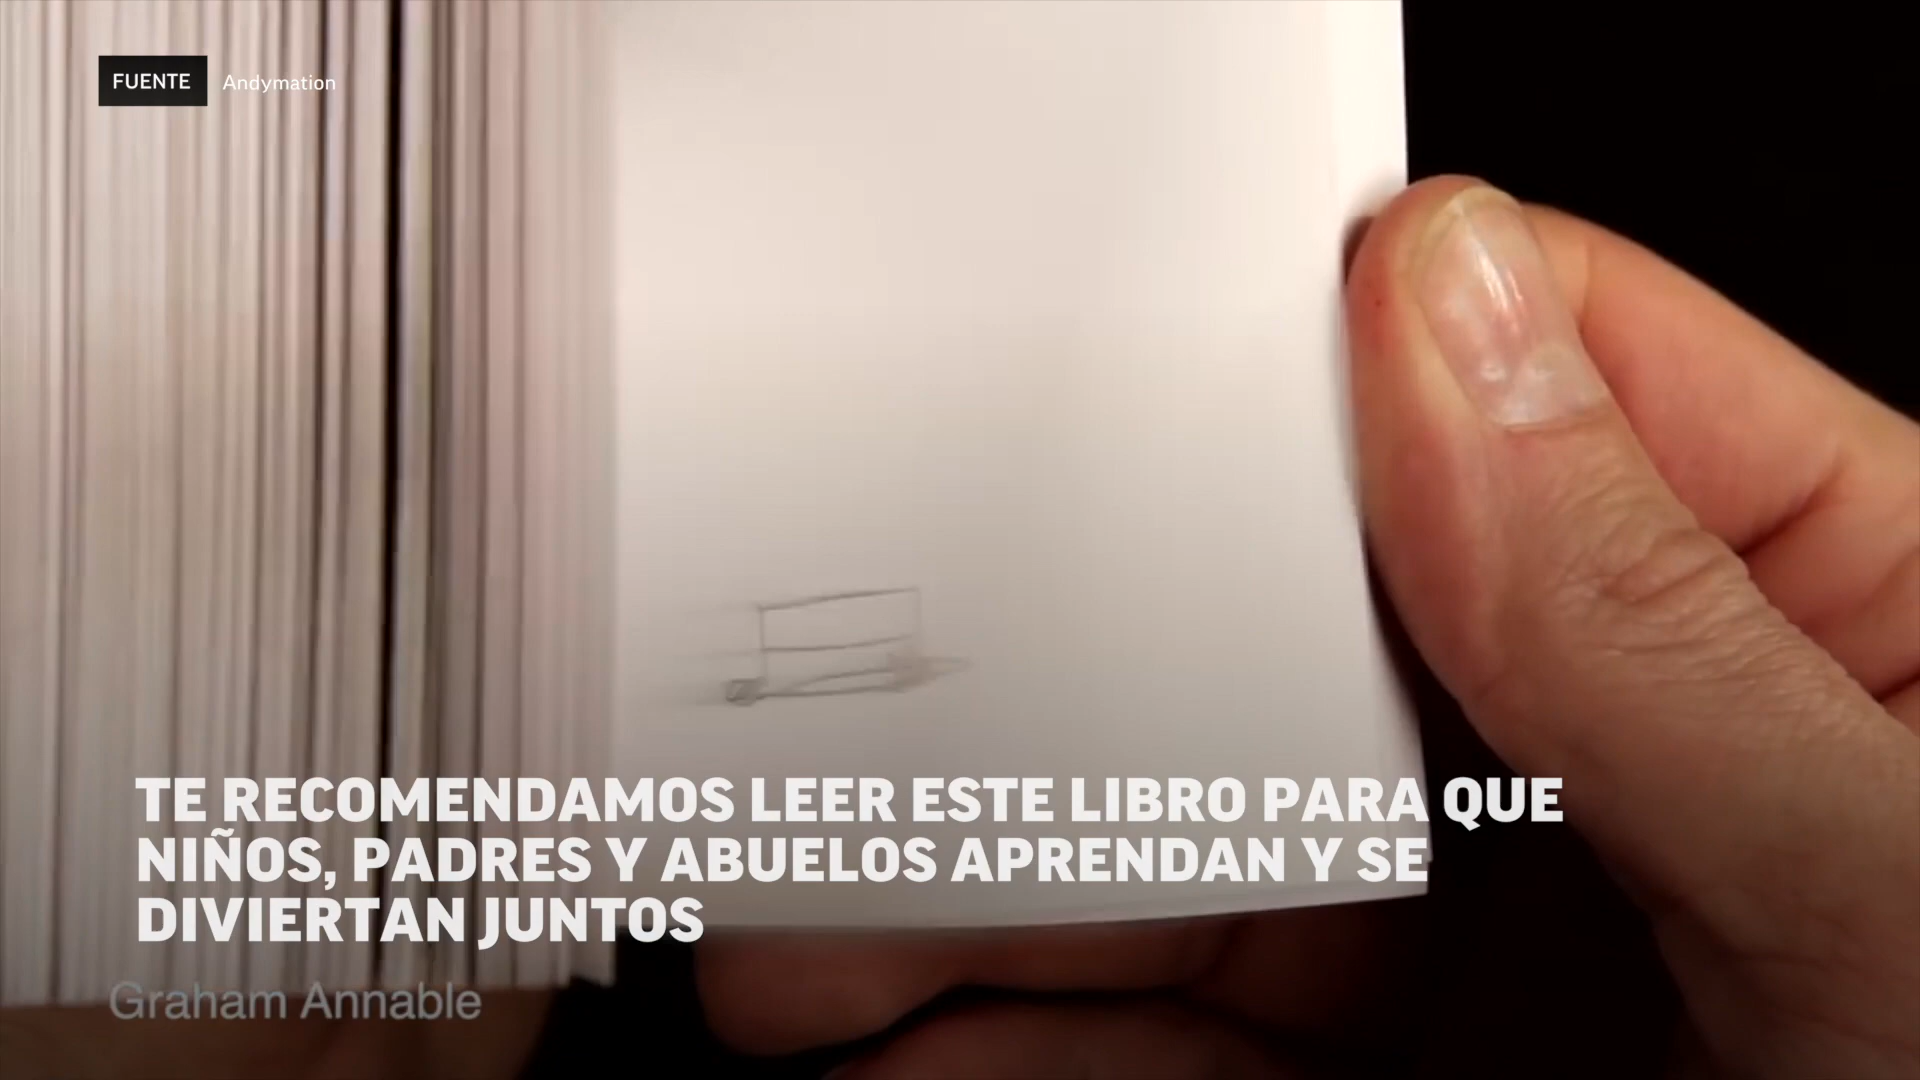 FUENTE Andymation
TE RECOMENDAMOS LEER ESTE LIBRO PARA QUE
NIÑOS, PADRES Y ABUELOS APRENDAN Y SE
DIVIERTAN JUNTOS
Graham Annable